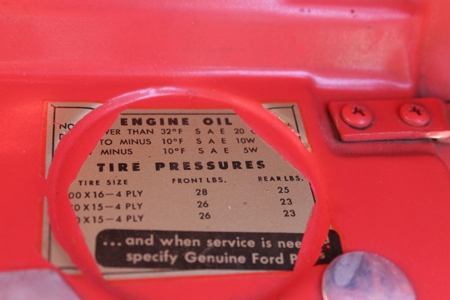 ENGINE OIL
NO WER THAN 32°F S A E 20
TO MINUS 10°F S A E 10W
MINUS 10°F S A E 5W
TIRE PRESSURES
TIRE SIZE FRONT LBS. REAR LBS.
00 X 16—4 PLY 28 25
0 X 15—4 PLY 26 23
0 X 15—4 PLY 26 23
... and when service is nee
specify Genuine Ford P